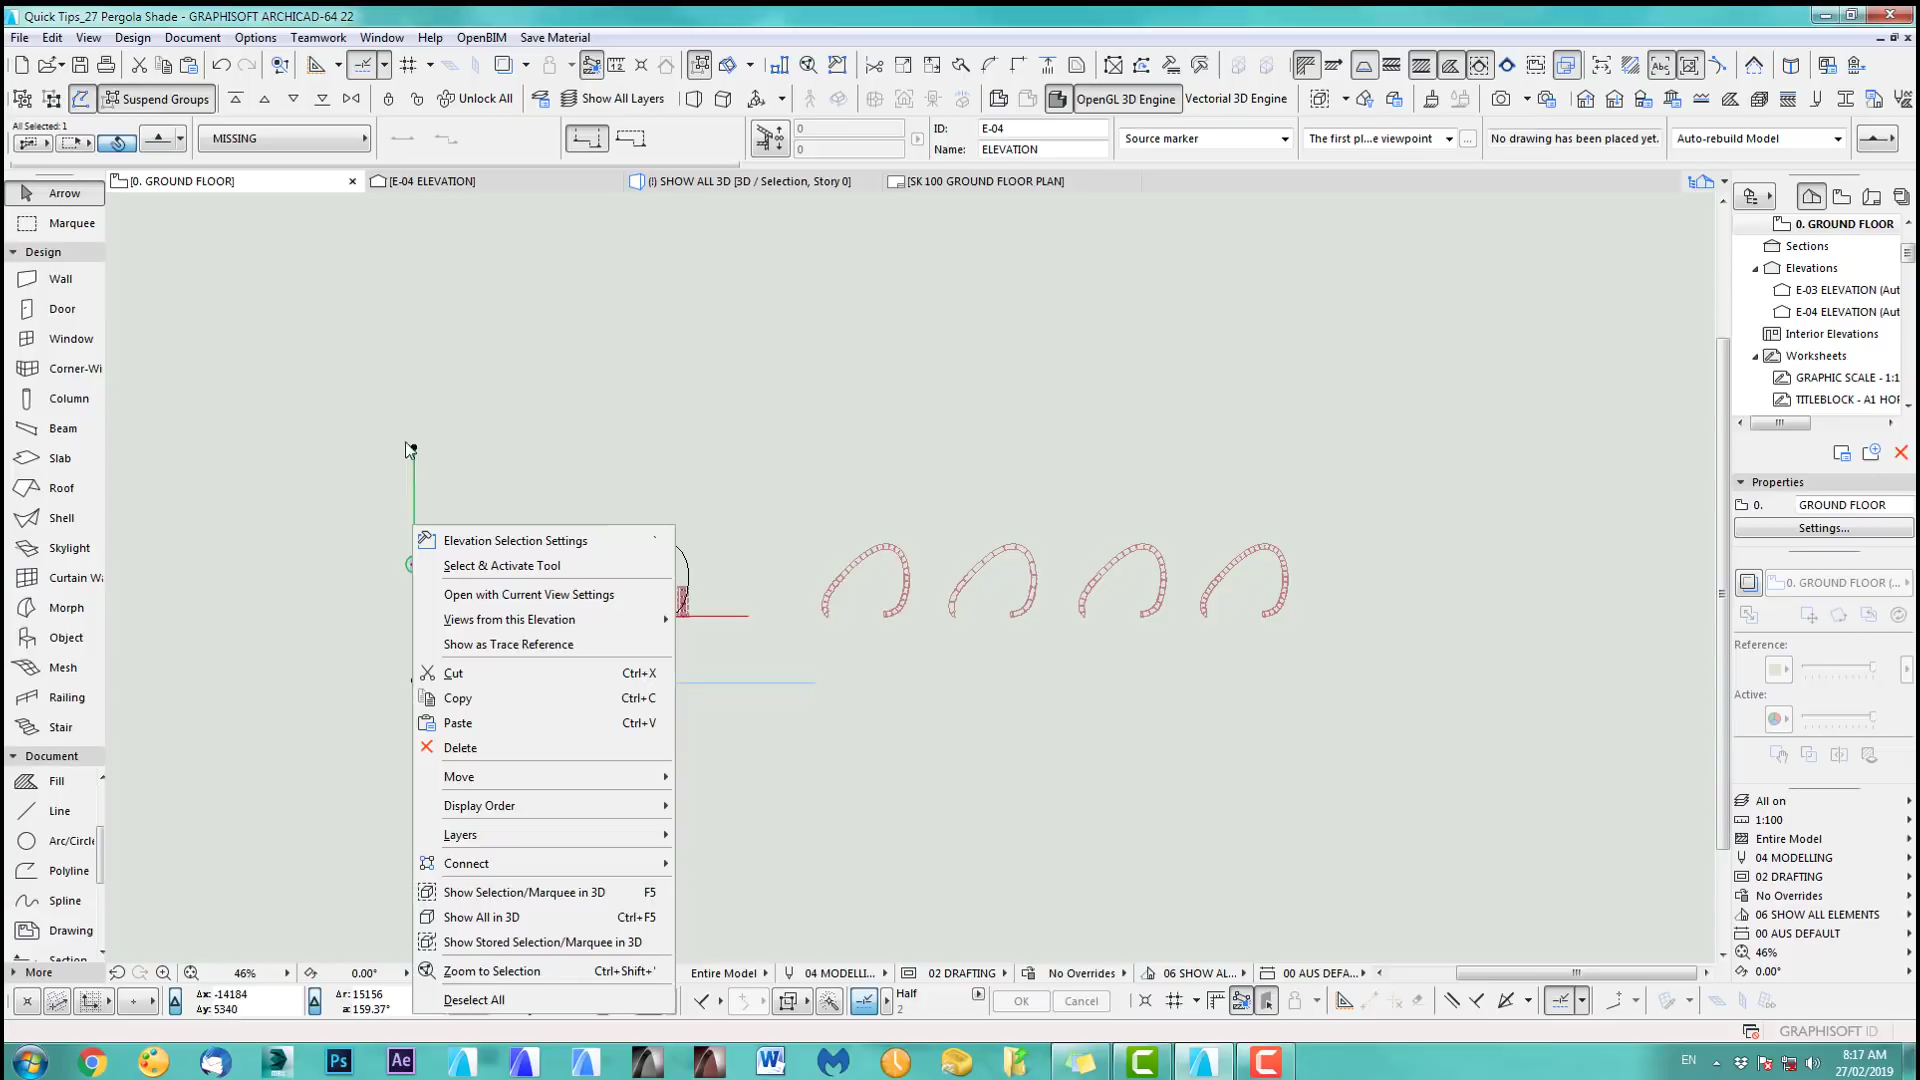 Quick Tips_27 Pergola Shade - GRAPHISOFT ARCHICAD-64 22
File Edit View Design Document Options Teamwork Window Help OpenBIM Save Material
Suspend Groups Unlock All Show All Layers OpenGL 3D Engine Vectorial 3D Engine
All Selected: 1
MISSING
0
0
ID: E-04
Name: ELEVATION
Source marker
The first pl...e viewpoint
No drawing has been placed yet.
Auto-rebuild Model
[0. GROUND FLOOR]
[E-04 ELEVATION]
(!) SHOW ALL 3D [3D / Selection, Story 0]
[SK 100 GROUND FLOOR PLAN]
Arrow
Marquee
Design
Wall
Door
Window
Corner-Wi
Column
Beam
Slab
Roof
Shell
Skylight
Curtain Wa
Morph
Object
Mesh
Railing
Stair
Document
Fill
Line
Arc/Circle
Polyline
Spline
Drawing
Section
More
Elevation Selection Settings
Select & Activate Tool
Open with Current View Settings
Views from this Elevation
Show as Trace Reference
Cut Ctrl+X
Copy Ctrl+C
Paste Ctrl+V
Delete
Move
Display Order
Layers
Connect
Show Selection/Marquee in 3D F5
Show All in 3D Ctrl+F5
Show Stored Selection/Marquee in 3D
Zoom to Selection Ctrl+Shift+'
Deselect All
0. GROUND FLOOR
Sections
Elevations
E-03 ELEVATION (Aut
E-04 ELEVATION (Aut
Interior Elevations
Worksheets
GRAPHIC SCALE - 1:1
TITLEBLOCK - A1 HOR
Properties
0. GROUND FLOOR
Settings...
0. GROUND FLOOR (...
Reference:
Active:
All on
1:100
Entire Model
04 MODELLING
02 DRAFTING
No Overrides
06 SHOW ALL ELEMENTS
00 AUS DEFAULT
46%
0.00°
46% 0.00° Entire Model 04 MODELLI... 02 DRAFTING No Overrides 06 SHOW AL... 00 AUS DEFA...
Δx: -14184
Δy: 5340
Δr: 15156
a: 159.37°
Half
2
OK Cancel
GRAPHISOFT ID
EN
8:17 AM
27/02/2019